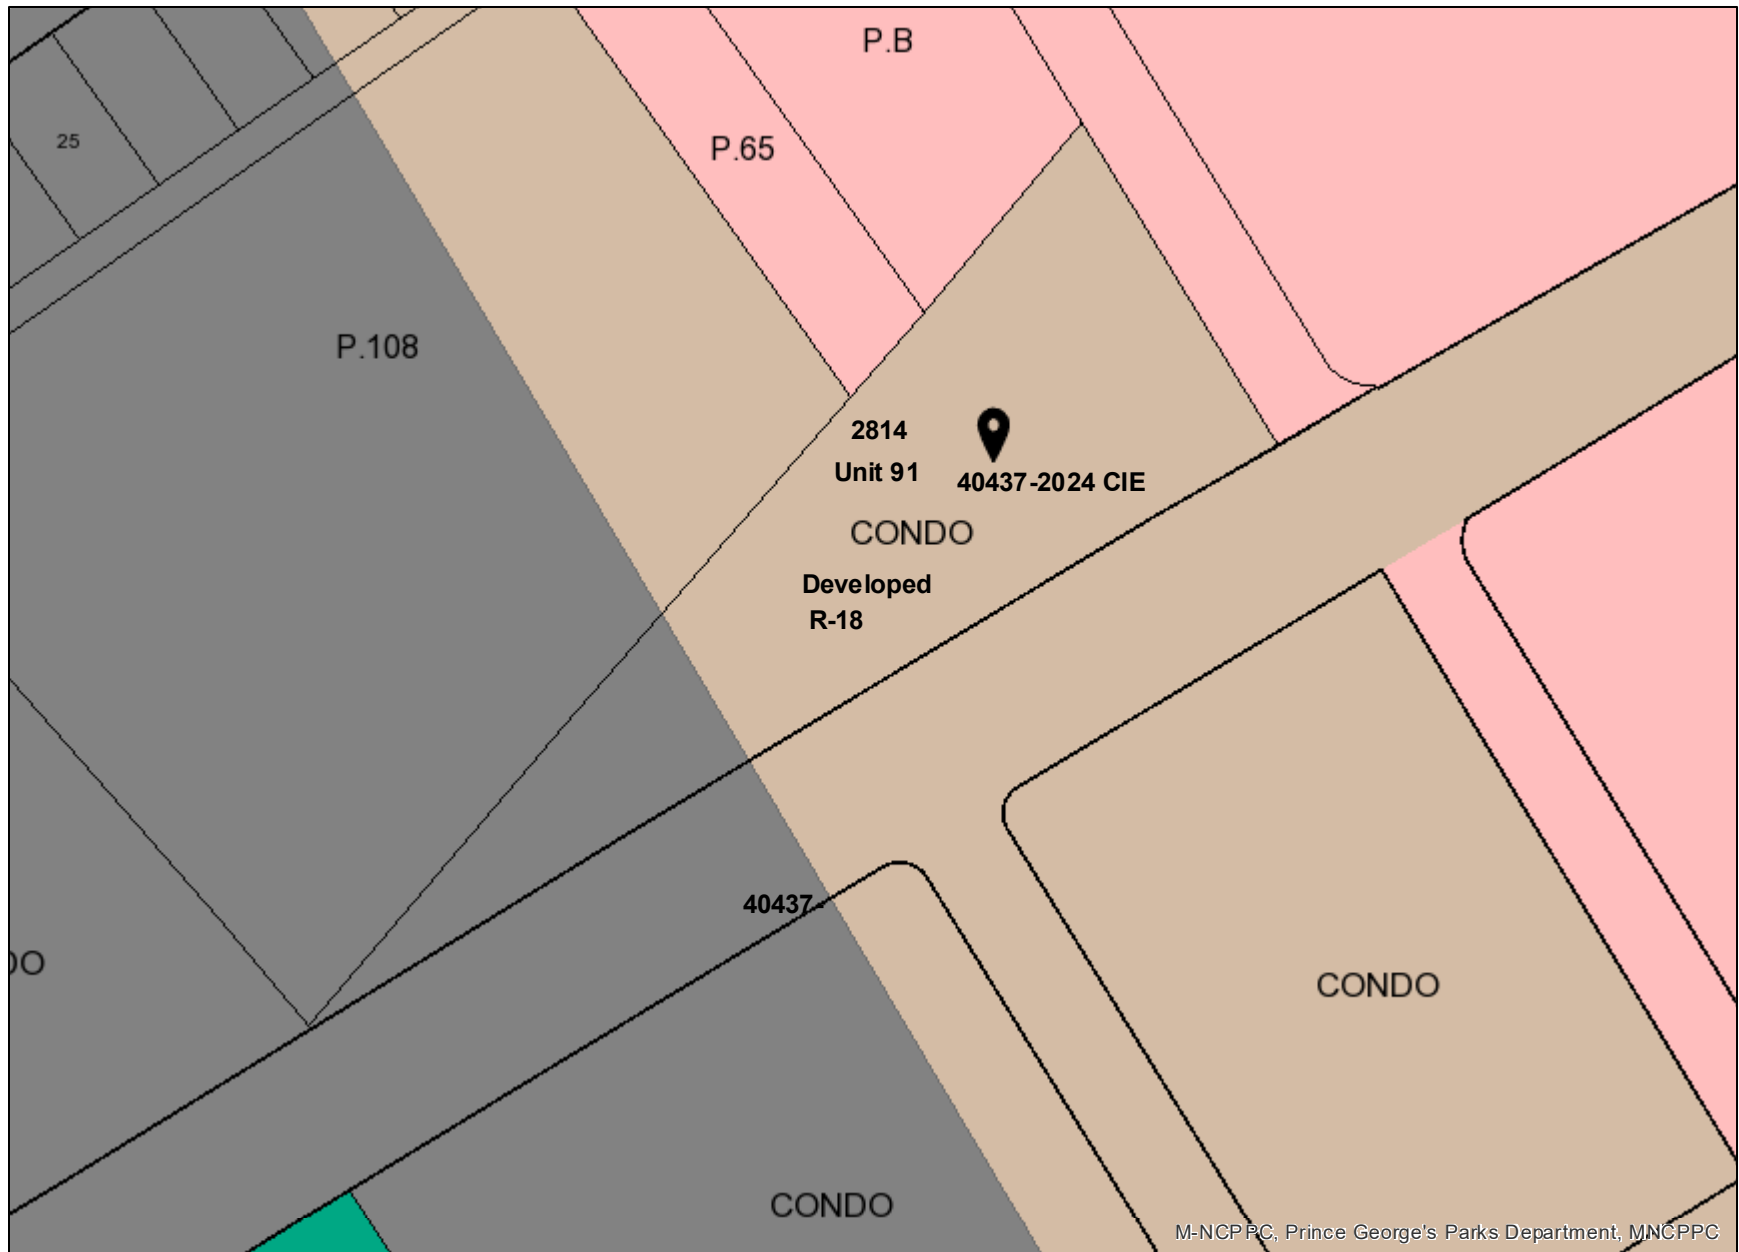 P.B
25
P.65
P.108
2814
Unit 91
40437-2024 CIE
CONDO
Developed
R-18
40437-
DO
CONDO
CONDO
M-NCPPC, Prince George's Parks Department, MNCPPC